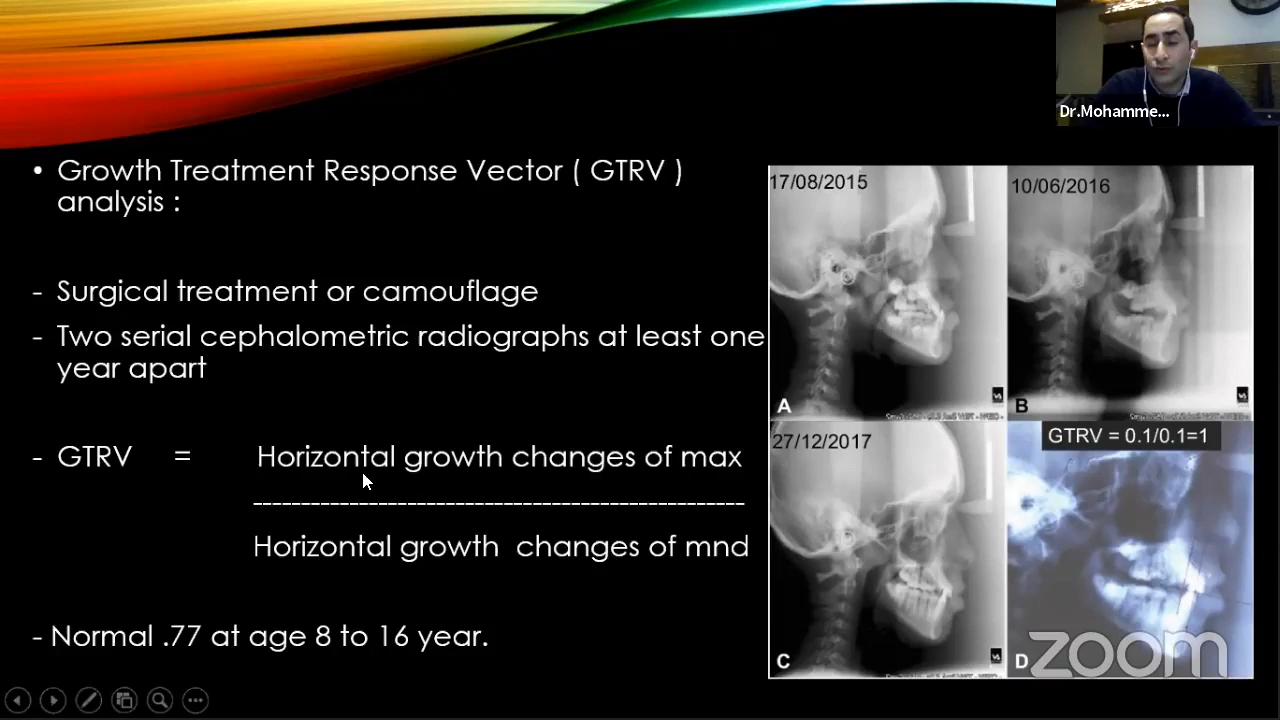 Dr.Mohamme...
• Growth Treatment Response Vector ( GTRV )
analysis :
- Surgical treatment or camouflage
- Two serial cephalometric radiographs at least one
year apart
- GTRV = Horizontal growth changes of max
--------------------------------------------------
Horizontal growth changes of mnd
- Normal .77 at age 8 to 16 year.
17/08/2015
A
10/06/2016
B
27/12/2017
C
GTRV = 0.1/0.1=1
D
zoom